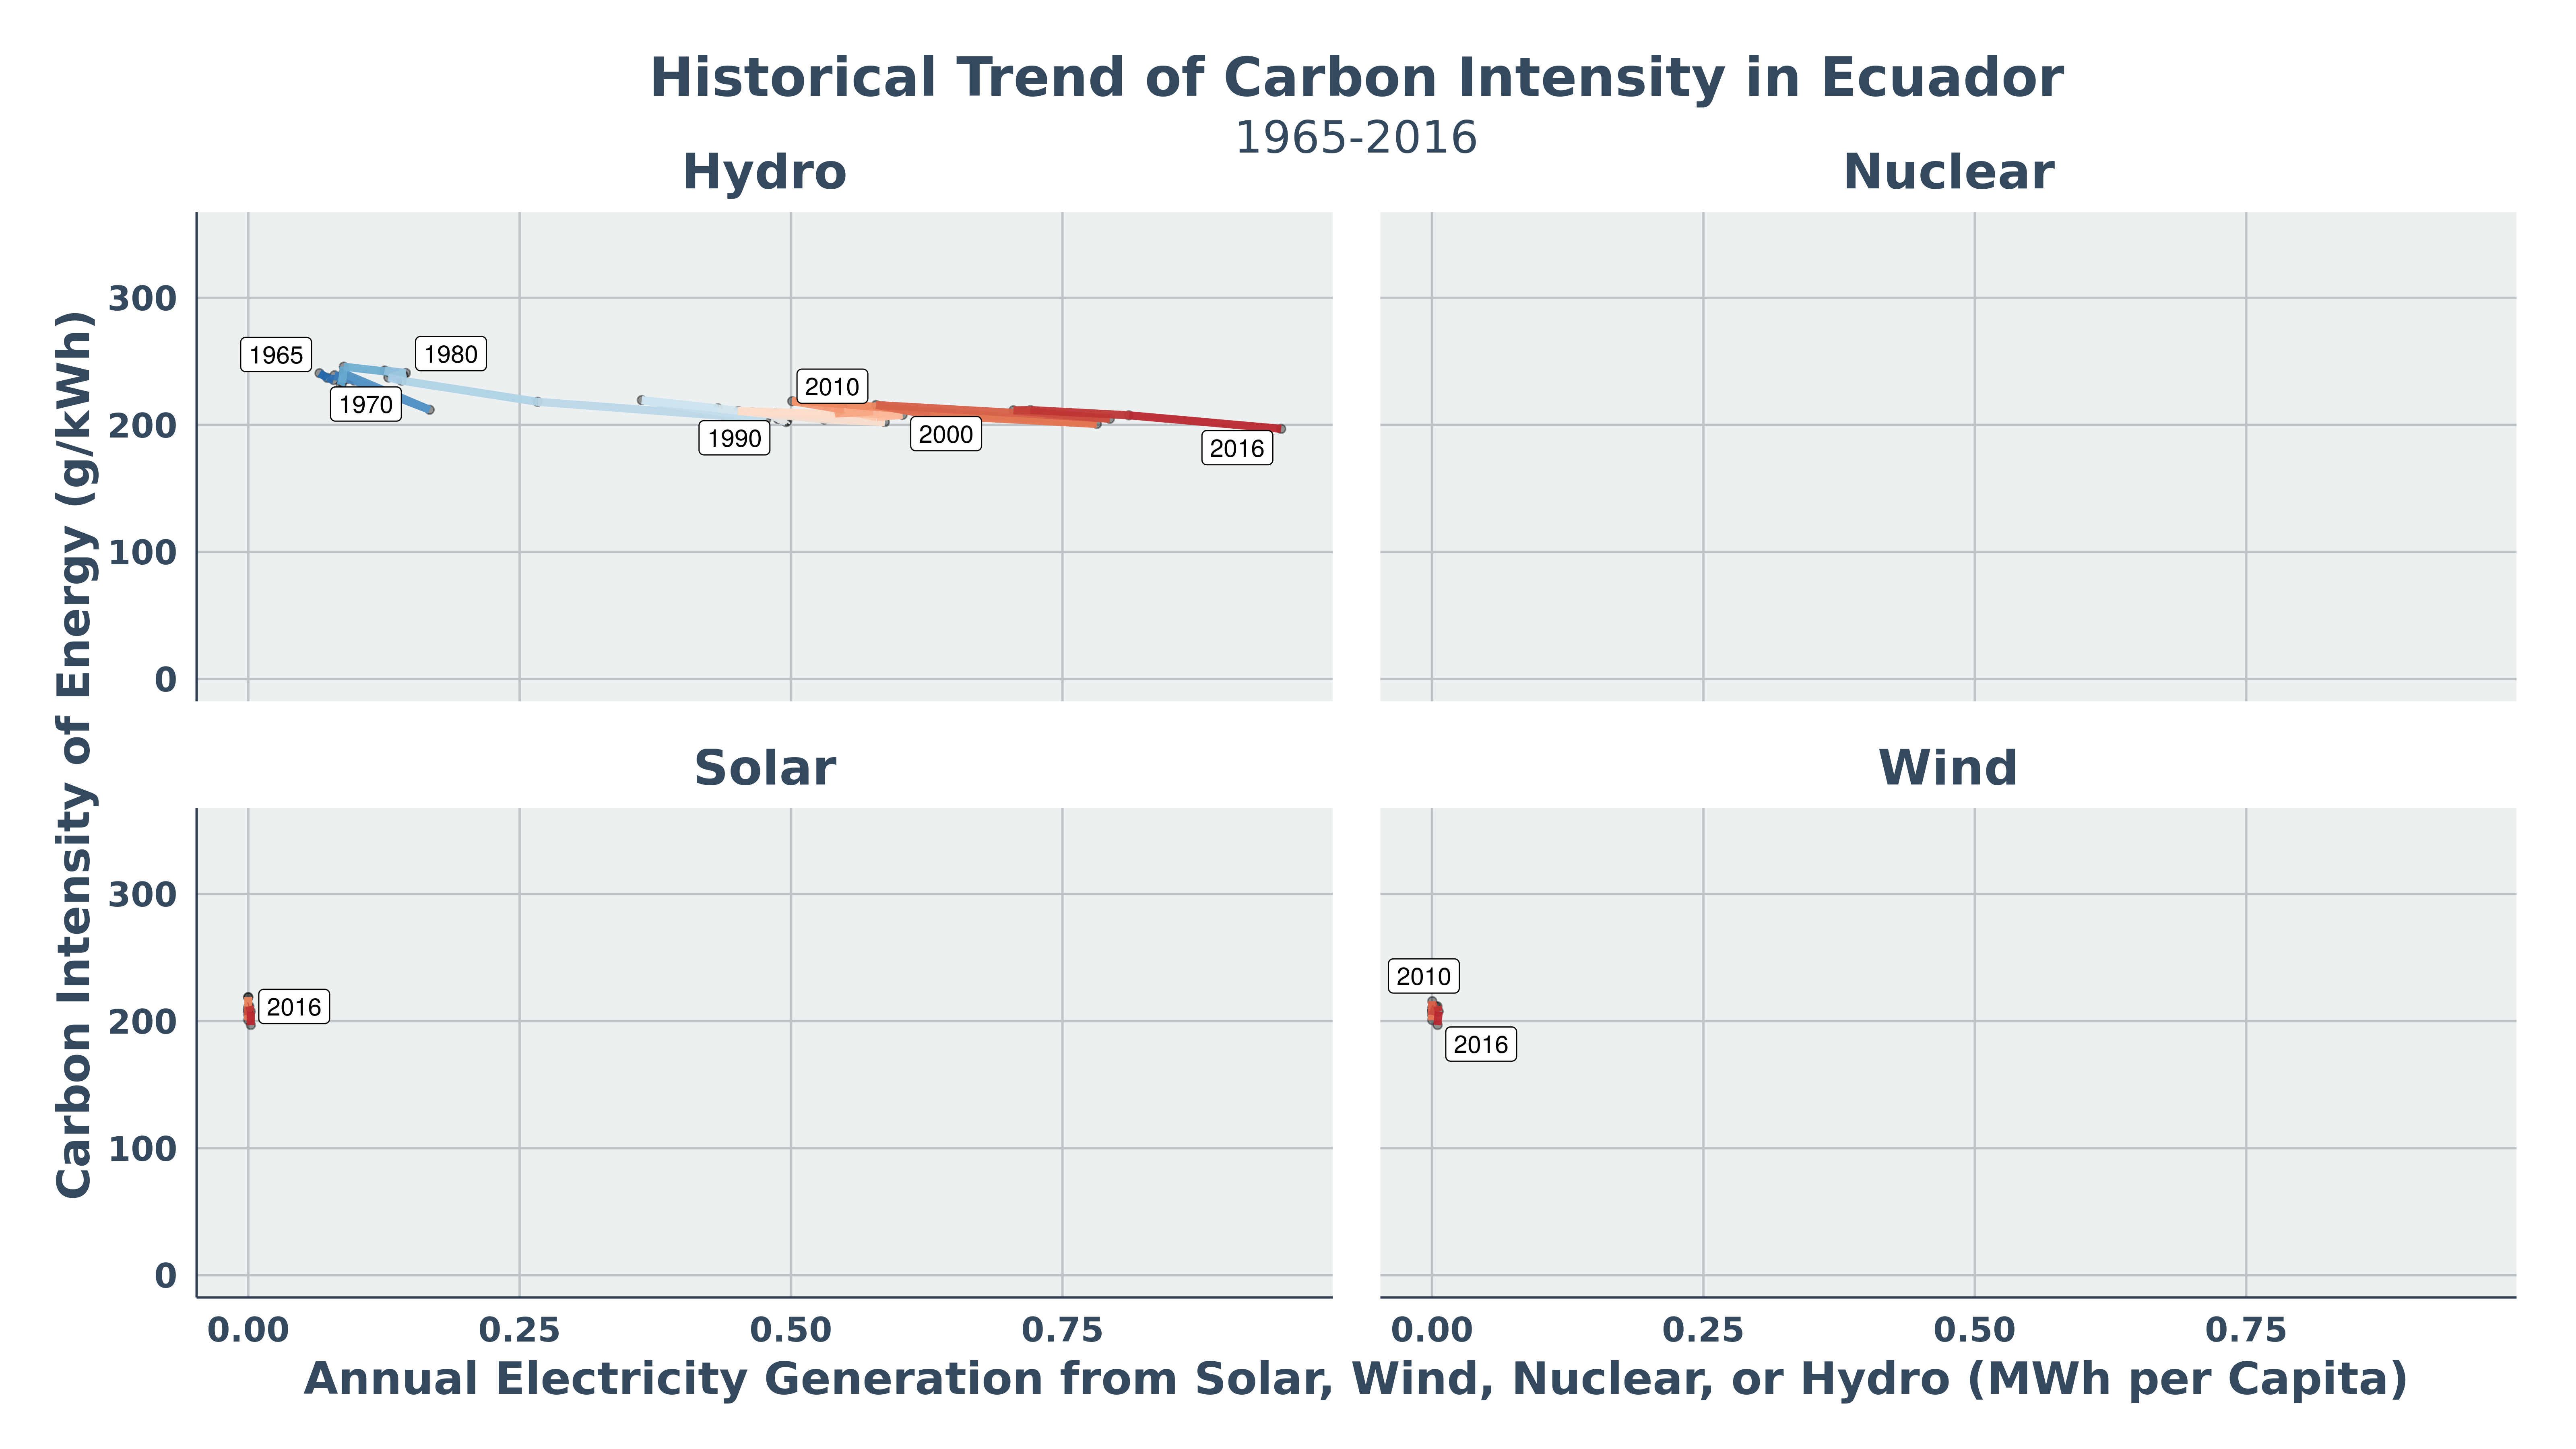 Historical Trend of Carbon Intensity in Ecuador
1965-2016
Hydro
Nuclear
Carbon Intensity of Energy (g/kWh)
300
200
100
0
1965
1980
1970
2010
1990
2000
2016
Solar
Wind
300
200
100
0
2016
2010
2016
0.00 0.25 0.50 0.75
0.00 0.25 0.50 0.75
Annual Electricity Generation from Solar, Wind, Nuclear, or Hydro (MWh per Capita)